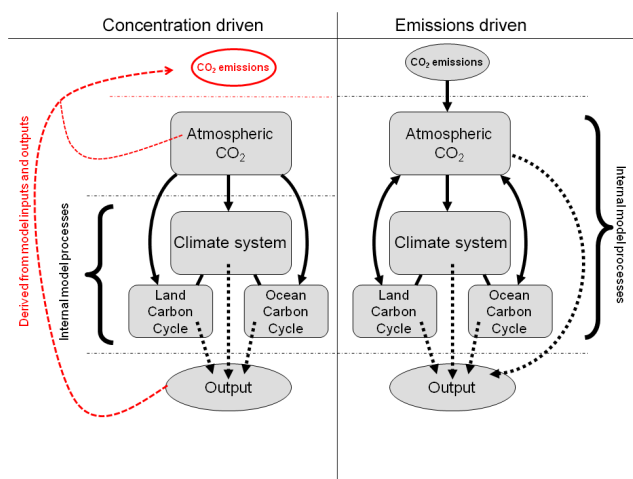 Concentration driven
CO₂ emissions
Atmospheric
CO₂
Climate system
Land
Carbon
Cycle
Ocean
Carbon
Cycle
Output
Derived from model inputs and outputs
Internal model processes
Emissions driven
CO₂ emissions
Atmospheric
CO₂
Climate system
Land
Carbon
Cycle
Ocean
Carbon
Cycle
Output
Internal model processes